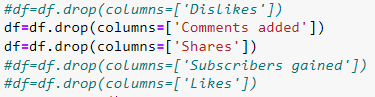 #df=df.drop(columns=['Dislikes'])
df=df.drop(columns=['Comments added'])
df=df.drop(columns=['Shares'])
#df=df.drop(columns=['Subscribers gained'])
#df=df.drop(columns=['Likes'])